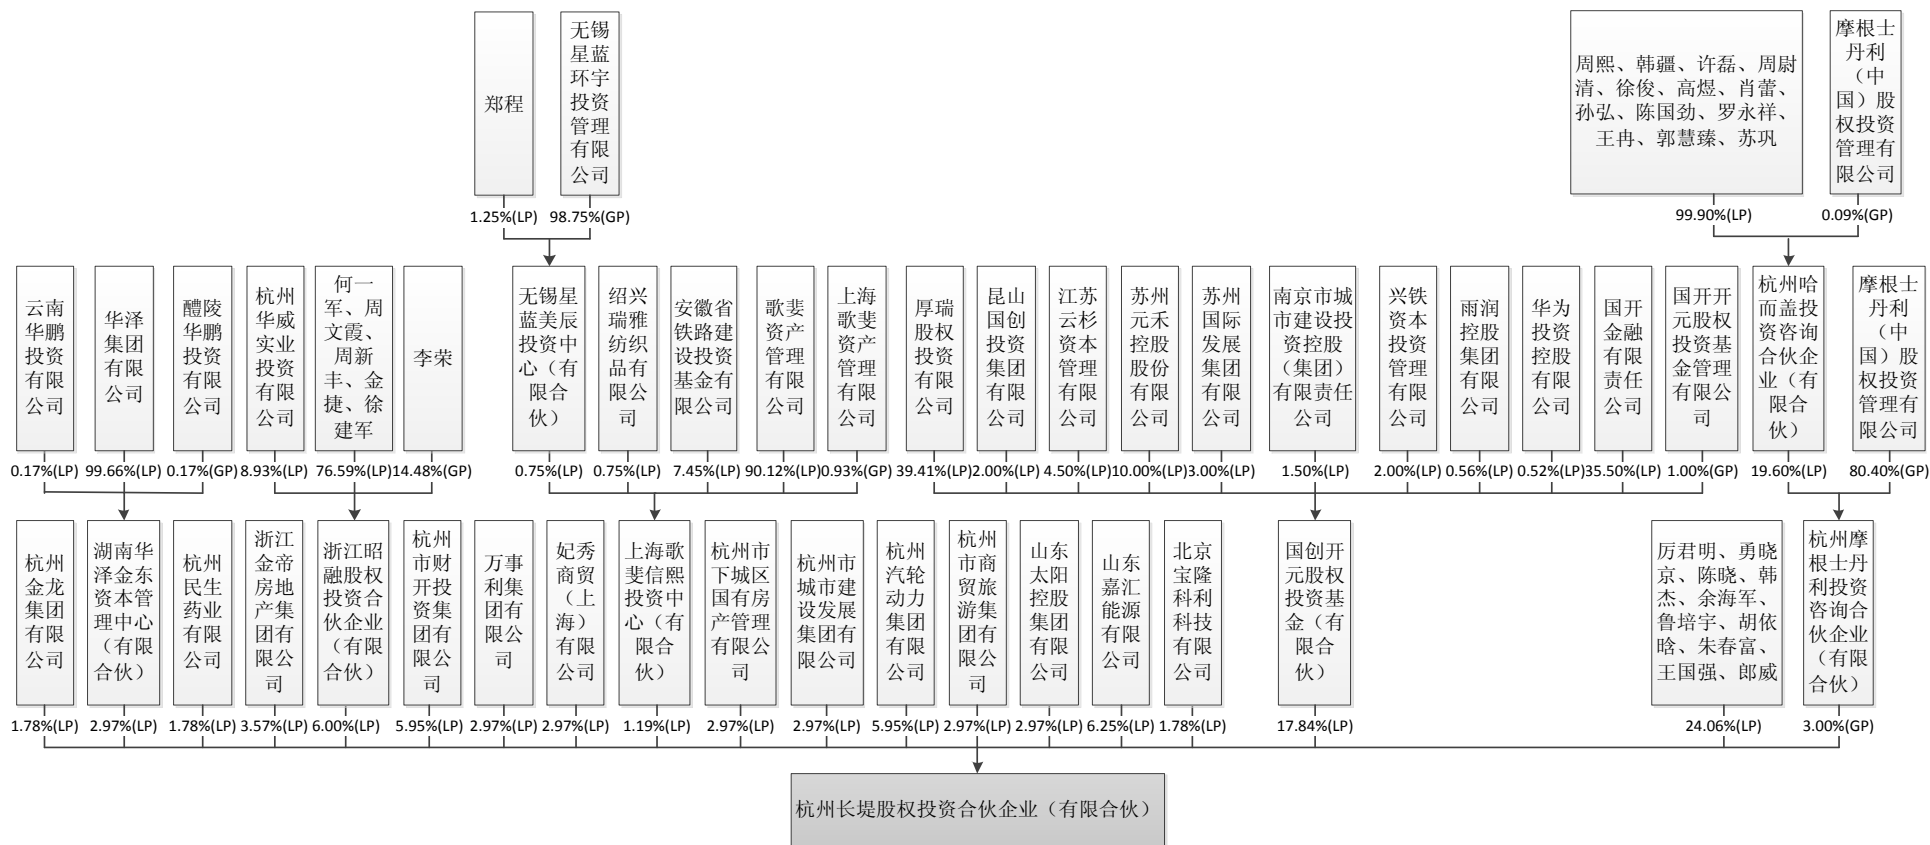 郑程
无锡
星蓝
环宇
投资
管理
有限
公司
周熙、韩疆、许磊、周尉
清、徐俊、高煜、肖蕾、
孙弘、陈国劲、罗永祥、
王冉、郭慧臻、苏巩
摩根士
丹利
（中
国）股
权投资
管理有
限公司
1.25%(LP)
98.75%(GP)
99.90%(LP)
0.09%(GP)
云南
华鹏
投资
有限
公司
华泽
集团
有限
公司
醴陵
华鹏
投资
有限
公司
杭州
华威
实业
投资
有限
公司
何一
军、周
文霞、
周新
丰、金
捷、徐
建军
李荣
无锡星
蓝美辰
投资中
心（有
限合
伙）
绍兴
瑞雅
纺织
品有
限公
司
安徽省
铁路建
设投资
基金有
限公司
歌斐
资产
管理
有限
公司
上海
歌斐
资产
管理
有限
公司
厚瑞
股权
投资
有限
公司
昆山
国创
投资
集团
有限
公司
江苏
云杉
资本
管理
有限
公司
苏州
元禾
控股
股份
有限
公司
苏州
国际
发展
集团
有限
公司
南京市城
市建设投
资控股
（集团）
有限责任
公司
兴铁
资本
投资
管理
有限
公司
雨润
控股
集团
有限
公司
华为
投资
控股
有限
公司
国开
金融
有限
责任
公司
国开开
元股权
投资基
金管理
有限公
司
杭州哈
而盖投
资咨询
合伙企
业（有
限合
伙）
摩根士
丹利
（中
国）股
权投资
管理有
限公司
0.17%(LP)
99.66%(LP)
0.17%(GP)
8.93%(LP)
76.59%(LP)
14.48%(GP)
0.75%(LP)
0.75%(LP)
7.45%(LP)
90.12%(LP)
0.93%(GP)
39.41%(LP)
2.00%(LP)
4.50%(LP)
10.00%(LP)
3.00%(LP)
1.50%(LP)
2.00%(LP)
0.56%(LP)
0.52%(LP)
35.50%(LP)
1.00%(GP)
19.60%(LP)
80.40%(GP)
杭州
金龙
集团
有限
公司
湖南华
泽金东
资本管
理中心
（有限
合伙）
杭州
民生
药业
有限
公司
浙江
金帝
房地
产集
团有
限公
司
浙江昭
融股权
投资合
伙企业
（有限
合伙）
杭州
市财
开投
资集
团有
限公
司
万事
利集
团有
限公
司
妃秀
商贸
（上
海）
有限
公司
上海歌
斐信熙
投资中
心（有
限合
伙）
杭州市
下城区
国有房
产管理
有限公
司
杭州市
城市建
设发展
集团有
限公司
杭州
汽轮
动力
集团
有限
公司
杭州
市商
贸旅
游集
团有
限公
司
山东
太阳
控股
集团
有限
公司
山东
嘉汇
能源
有限
公司
北京
宝隆
科利
科技
有限
公司
国创开
元股权
投资基
金（有
限合
伙）
厉君明、勇晓
京、陈晓、韩
杰、余海军、
鲁培宇、胡依
晗、朱春富、
王国强、郎威
杭州摩
根士丹
利投资
咨询合
伙企业
（有限
合伙）
1.78%(LP)
2.97%(LP)
1.78%(LP)
3.57%(LP)
6.00%(LP)
5.95%(LP)
2.97%(LP)
2.97%(LP)
1.19%(LP)
2.97%(LP)
2.97%(LP)
5.95%(LP)
2.97%(LP)
2.97%(LP)
6.25%(LP)
1.78%(LP)
17.84%(LP)
24.06%(LP)
3.00%(GP)
杭州长堤股权投资合伙企业（有限合伙）